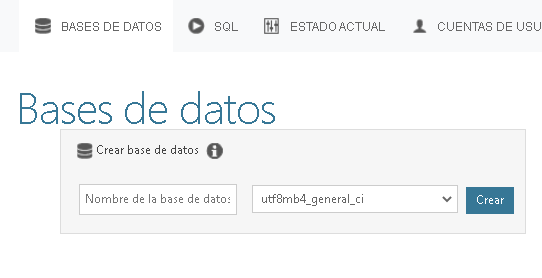 BASES DE DATOS SQL ESTADO ACTUAL CUENTAS DE USU
Bases de datos
Crear base de datos
Nombre de la base de datos utf8mb4_general_ci Crear